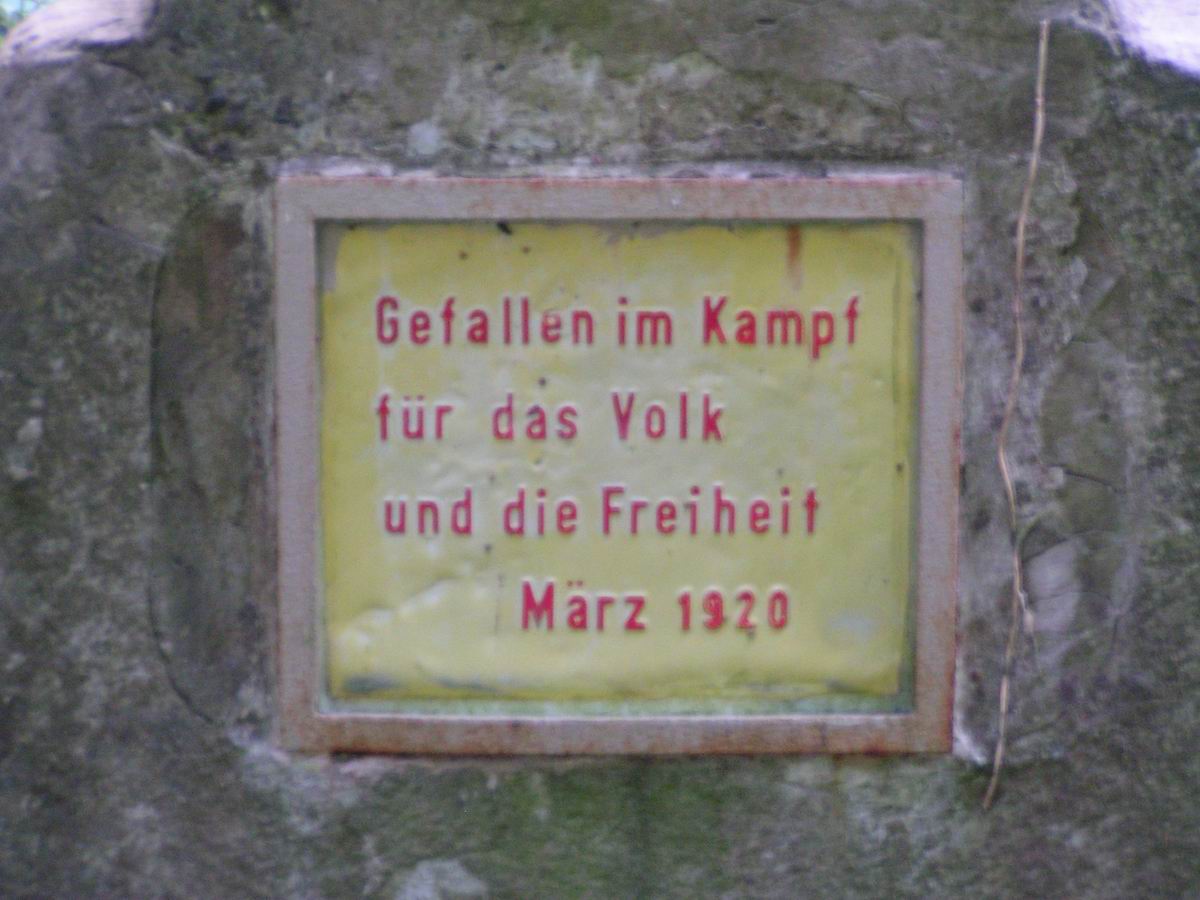 Gefallen im Kampf
für das Volk
und die Freiheit
März 1920